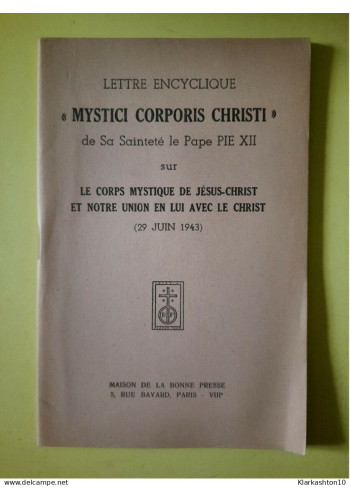 LETTRE ENCYCLIQUE
« MYSTICI CORPORIS CHRISTI »
de Sa Sainteté le Pape PIE XII
sur
LE CORPS MYSTIQUE DE JÉSUS-CHRIST
ET NOTRE UNION EN LUI AVEC LE CHRIST
(29 JUIN 1943)
MAISON DE LA BONNE PRESSE
5, RUE BAYARD, PARIS - VIIIe
delcampe.net
Klarkashton10